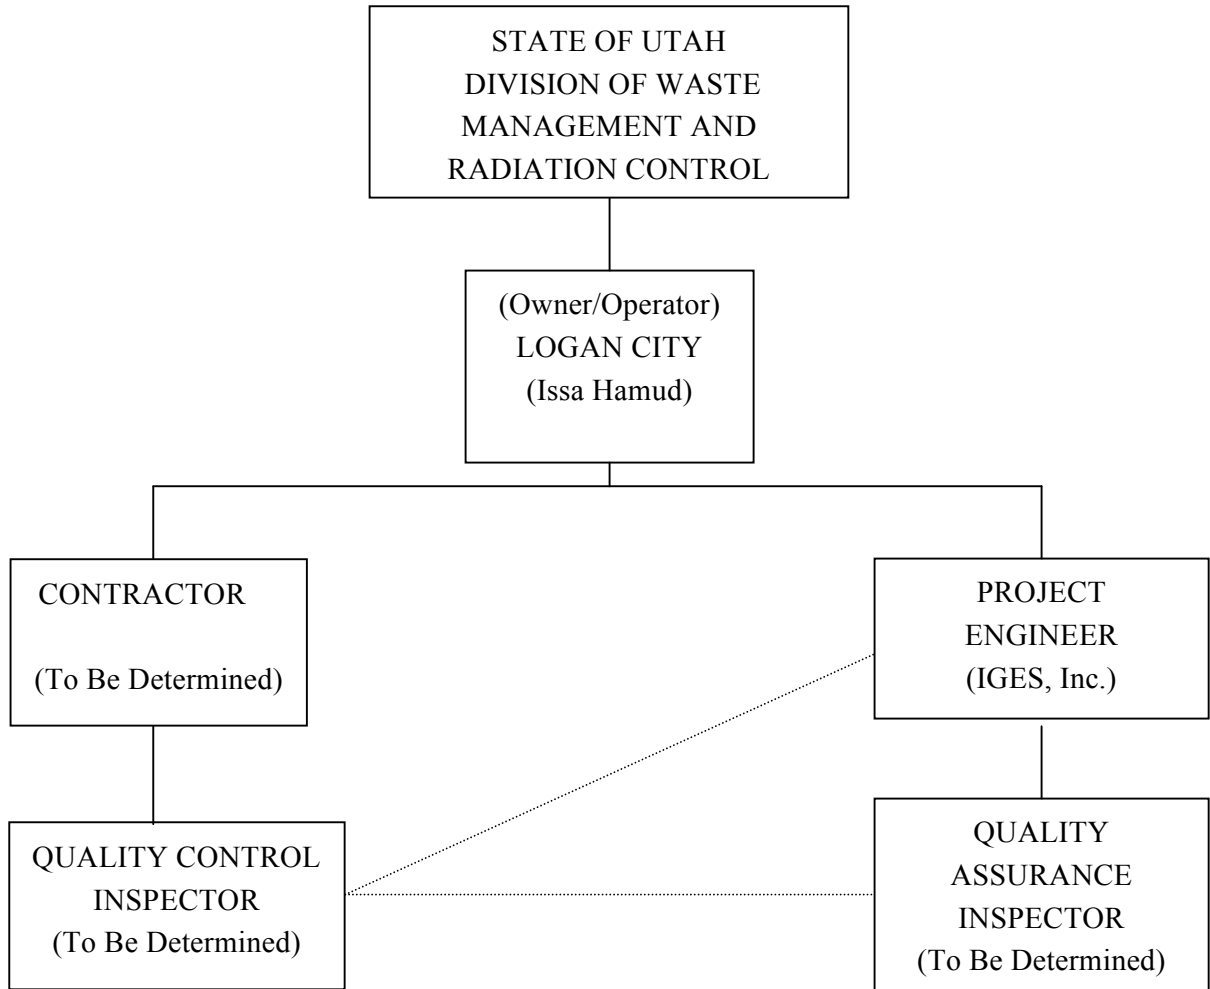 STATE OF UTAH
DIVISION OF WASTE
MANAGEMENT AND
RADIATION CONTROL
(Owner/Operator)
LOGAN CITY
(Issa Hamud)
CONTRACTOR
(To Be Determined)
PROJECT
ENGINEER
(IGES, Inc.)
QUALITY CONTROL
INSPECTOR
(To Be Determined)
QUALITY
ASSURANCE
INSPECTOR
(To Be Determined)